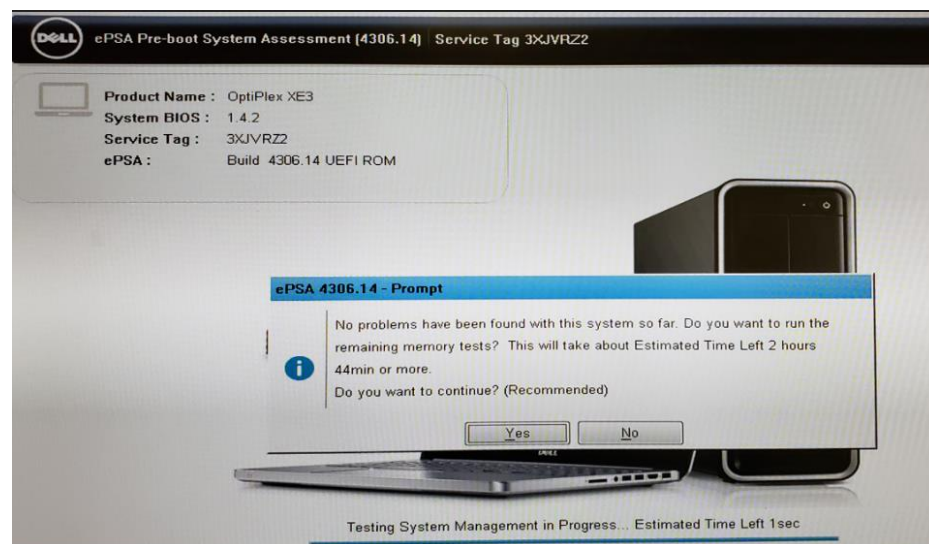 DELL ePSA Pre-boot System Assessment (4306.14) Service Tag 3XJVRZ2
Product Name : OptiPlex XE3
System BIOS : 1.4.2
Service Tag : 3XJVRZ2
ePSA : Build 4306.14 UEFI ROM
ePSA 4306.14 - Prompt
No problems have been found with this system so far. Do you want to run the
remaining memory tests? This will take about Estimated Time Left 2 hours
44min or more.
Do you want to continue? (Recommended)
Yes No
DELL
Testing System Management in Progress... Estimated Time Left 1sec